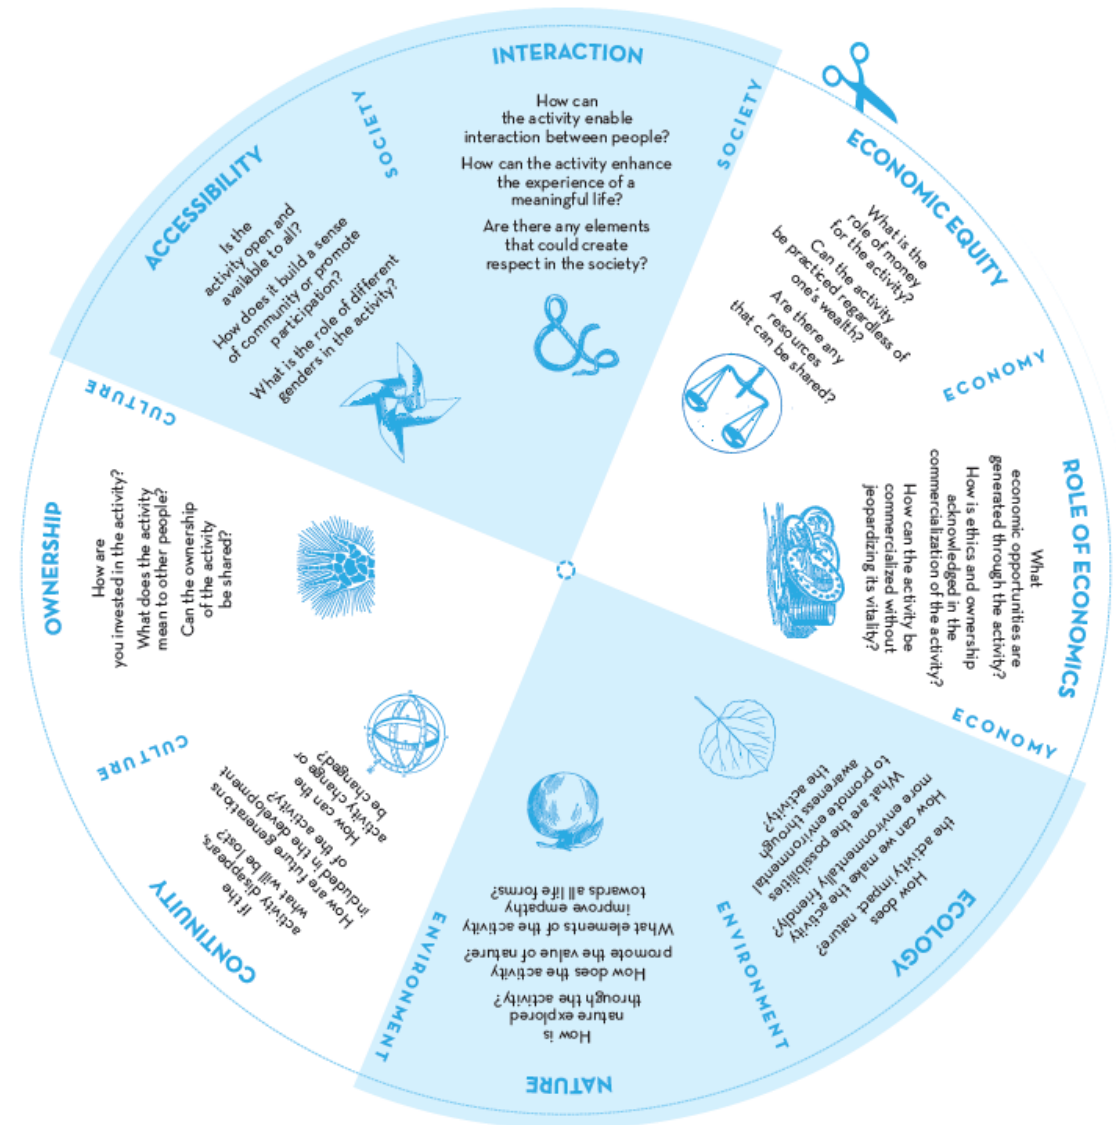 INTERACTION
How can
the activity enable
interaction between people?
How can the activity enhance
the experience of a
meaningful life?
Are there any elements
that could create
respect in the society?
SOCIETY
ECONOMIC EQUITY
What is the
role of money
for the activity?
Can the activity
be practiced regardless of
one's wealth?
Are there any
resources
that can be shared?
ECONOMY
ROLE OF ECONOMICS
What
economic opportunities are
generated through the activity?
How is ethics and ownership
acknowledged in the
commercialization of the activity?
How can the activity be
commercialized without
jeopardizing its vitality?
ECONOMY
ECOLOGY
How does
the activity impact nature?
How can we make the activity
more environmentally friendly?
What are the possibilities
to promote environmental
awareness through
the activity?
ENVIRONMENT
NATURE
How is
nature explored
through the activity?
How does the activity
promote the value of nature?
What elements of the activity
improve empathy
towards all life forms?
ENVIRONMENT
CONTINUITY
If the
activity disappears,
what will be lost?
How are future generations
included in the development
of the activity?
How can the
activity change or
be changed?
CULTURE
OWNERSHIP
How are
you invested in the activity?
What does the activity
mean to other people?
Can the ownership
of the activity
be shared?
CULTURE
ACCESSIBILITY
Is the
activity open and
available to all?
How does it build a sense
of community or promote
participation?
What is the role of different
genders in the activity?
SOCIETY